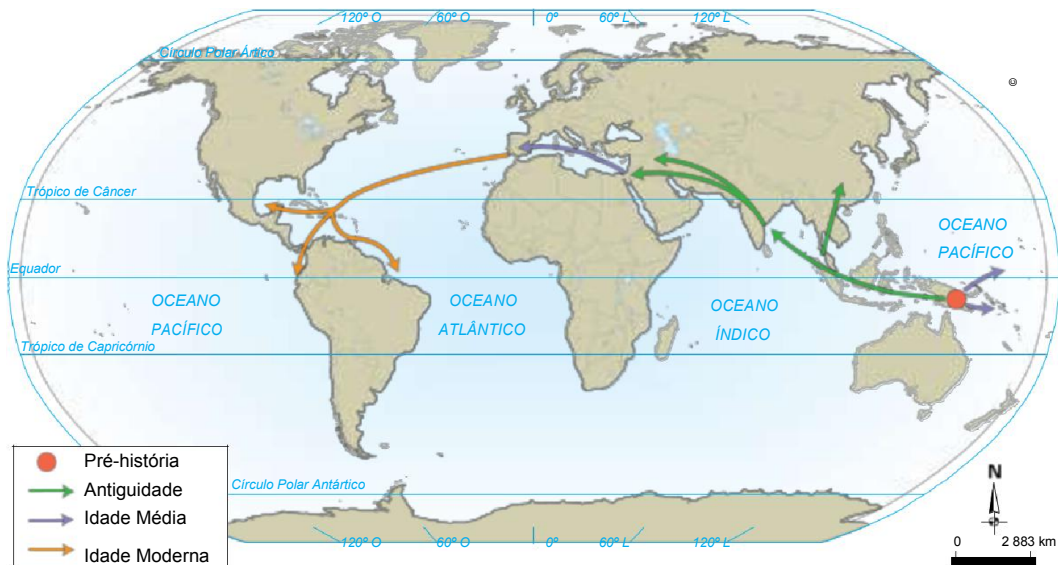 120º O
60º O
0º
60º L
120º L
Círculo Polar Ártico
©
Trópico de Câncer
OCEANO
PACÍFICO
Equador
OCEANO
PACÍFICO
OCEANO
ATLÂNTICO
OCEANO
ÍNDICO
Trópico de Capricórnio
Círculo Polar Antártico
Pré-história
Antiguidade
Idade Média
Idade Moderna
120º O
60º O
0º
60º L
120º L
N
0 2 883 km